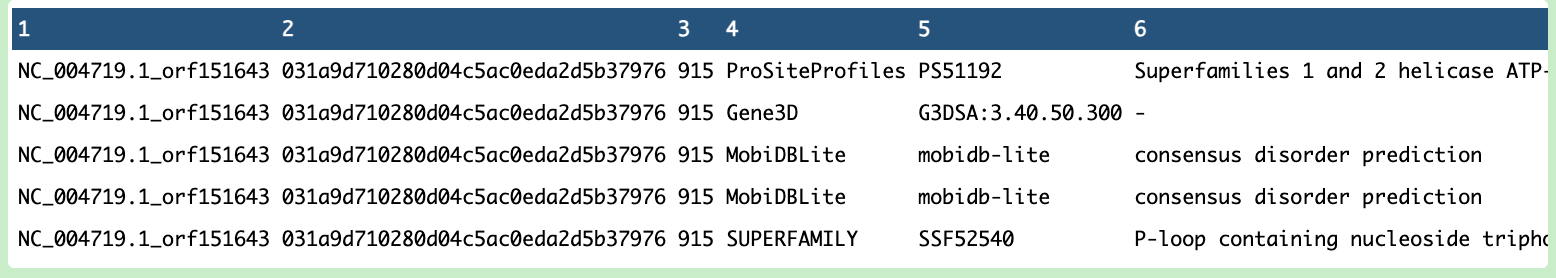 1 2 3 4 5 6
NC_004719.1_orf151643 031a9d710280d04c5ac0eda2d5b37976 915 ProSiteProfiles PS51192 Superfamilies 1 and 2 helicase ATP-
NC_004719.1_orf151643 031a9d710280d04c5ac0eda2d5b37976 915 Gene3D G3DSA:3.40.50.300 -
NC_004719.1_orf151643 031a9d710280d04c5ac0eda2d5b37976 915 MobiDBLite mobidb-lite consensus disorder prediction
NC_004719.1_orf151643 031a9d710280d04c5ac0eda2d5b37976 915 MobiDBLite mobidb-lite consensus disorder prediction
NC_004719.1_orf151643 031a9d710280d04c5ac0eda2d5b37976 915 SUPERFAMILY SSF52540 P-loop containing nucleoside tripho